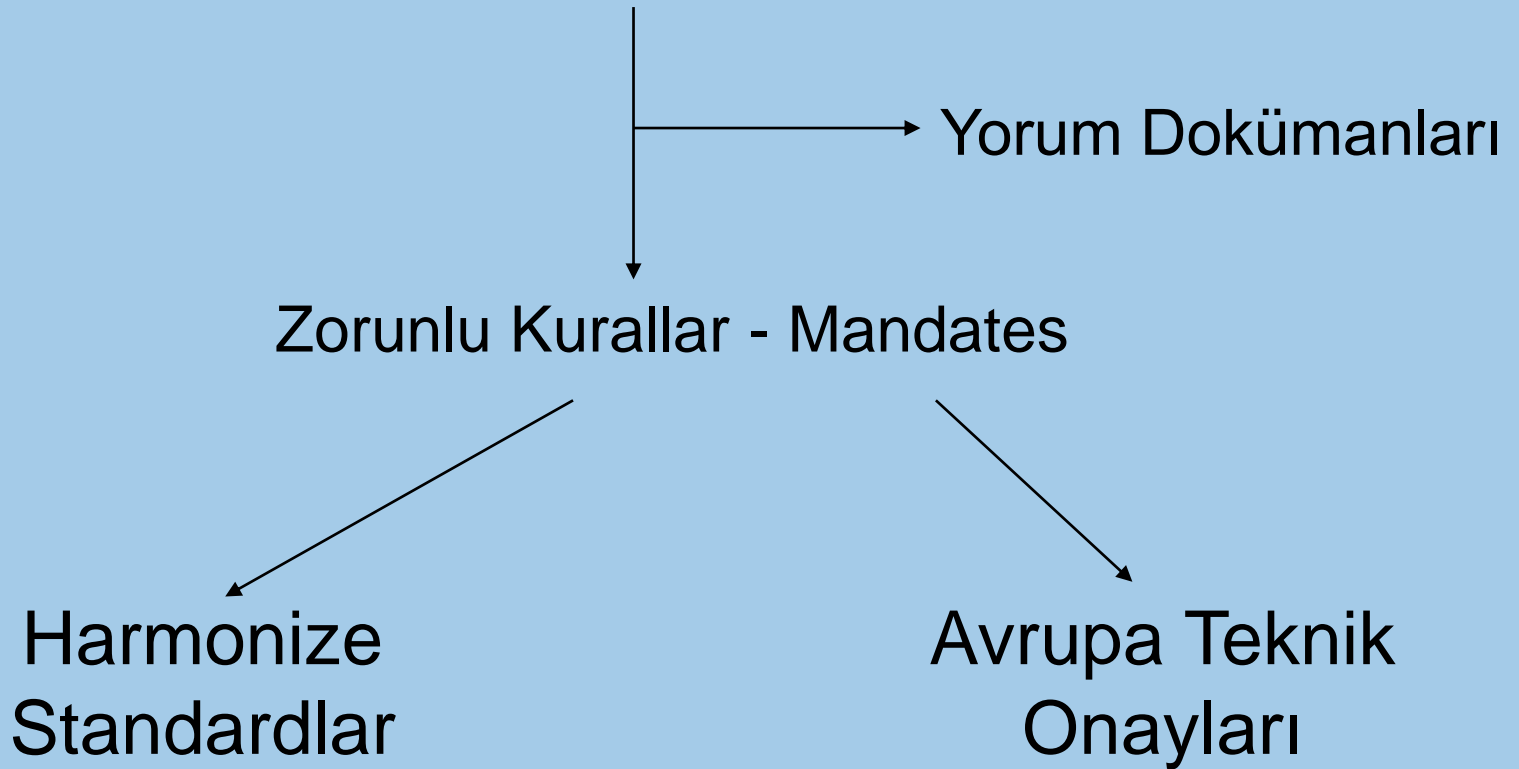 Yorum Dokümanları
Zorunlu Kurallar - Mandates
Harmonize
Standardlar
Avrupa Teknik
Onayları